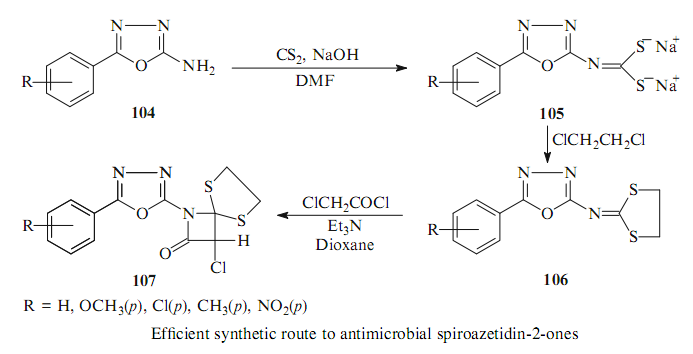 N N
O NH₂
R
104
CS₂, NaOH
DMF
N N
O N
S⁻Na⁺
S⁻Na⁺
R
105
ClCH₂CH₂Cl
N N
O N
S
S
R
106
ClCH₂COCl
Et₃N
Dioxane
N N
O N
S
S
O
H
Cl
R
107
R = H, OCH₃(p), Cl(p), CH₃(p), NO₂(p)
Efficient synthetic route to antimicrobial spiroazetidin-2-ones